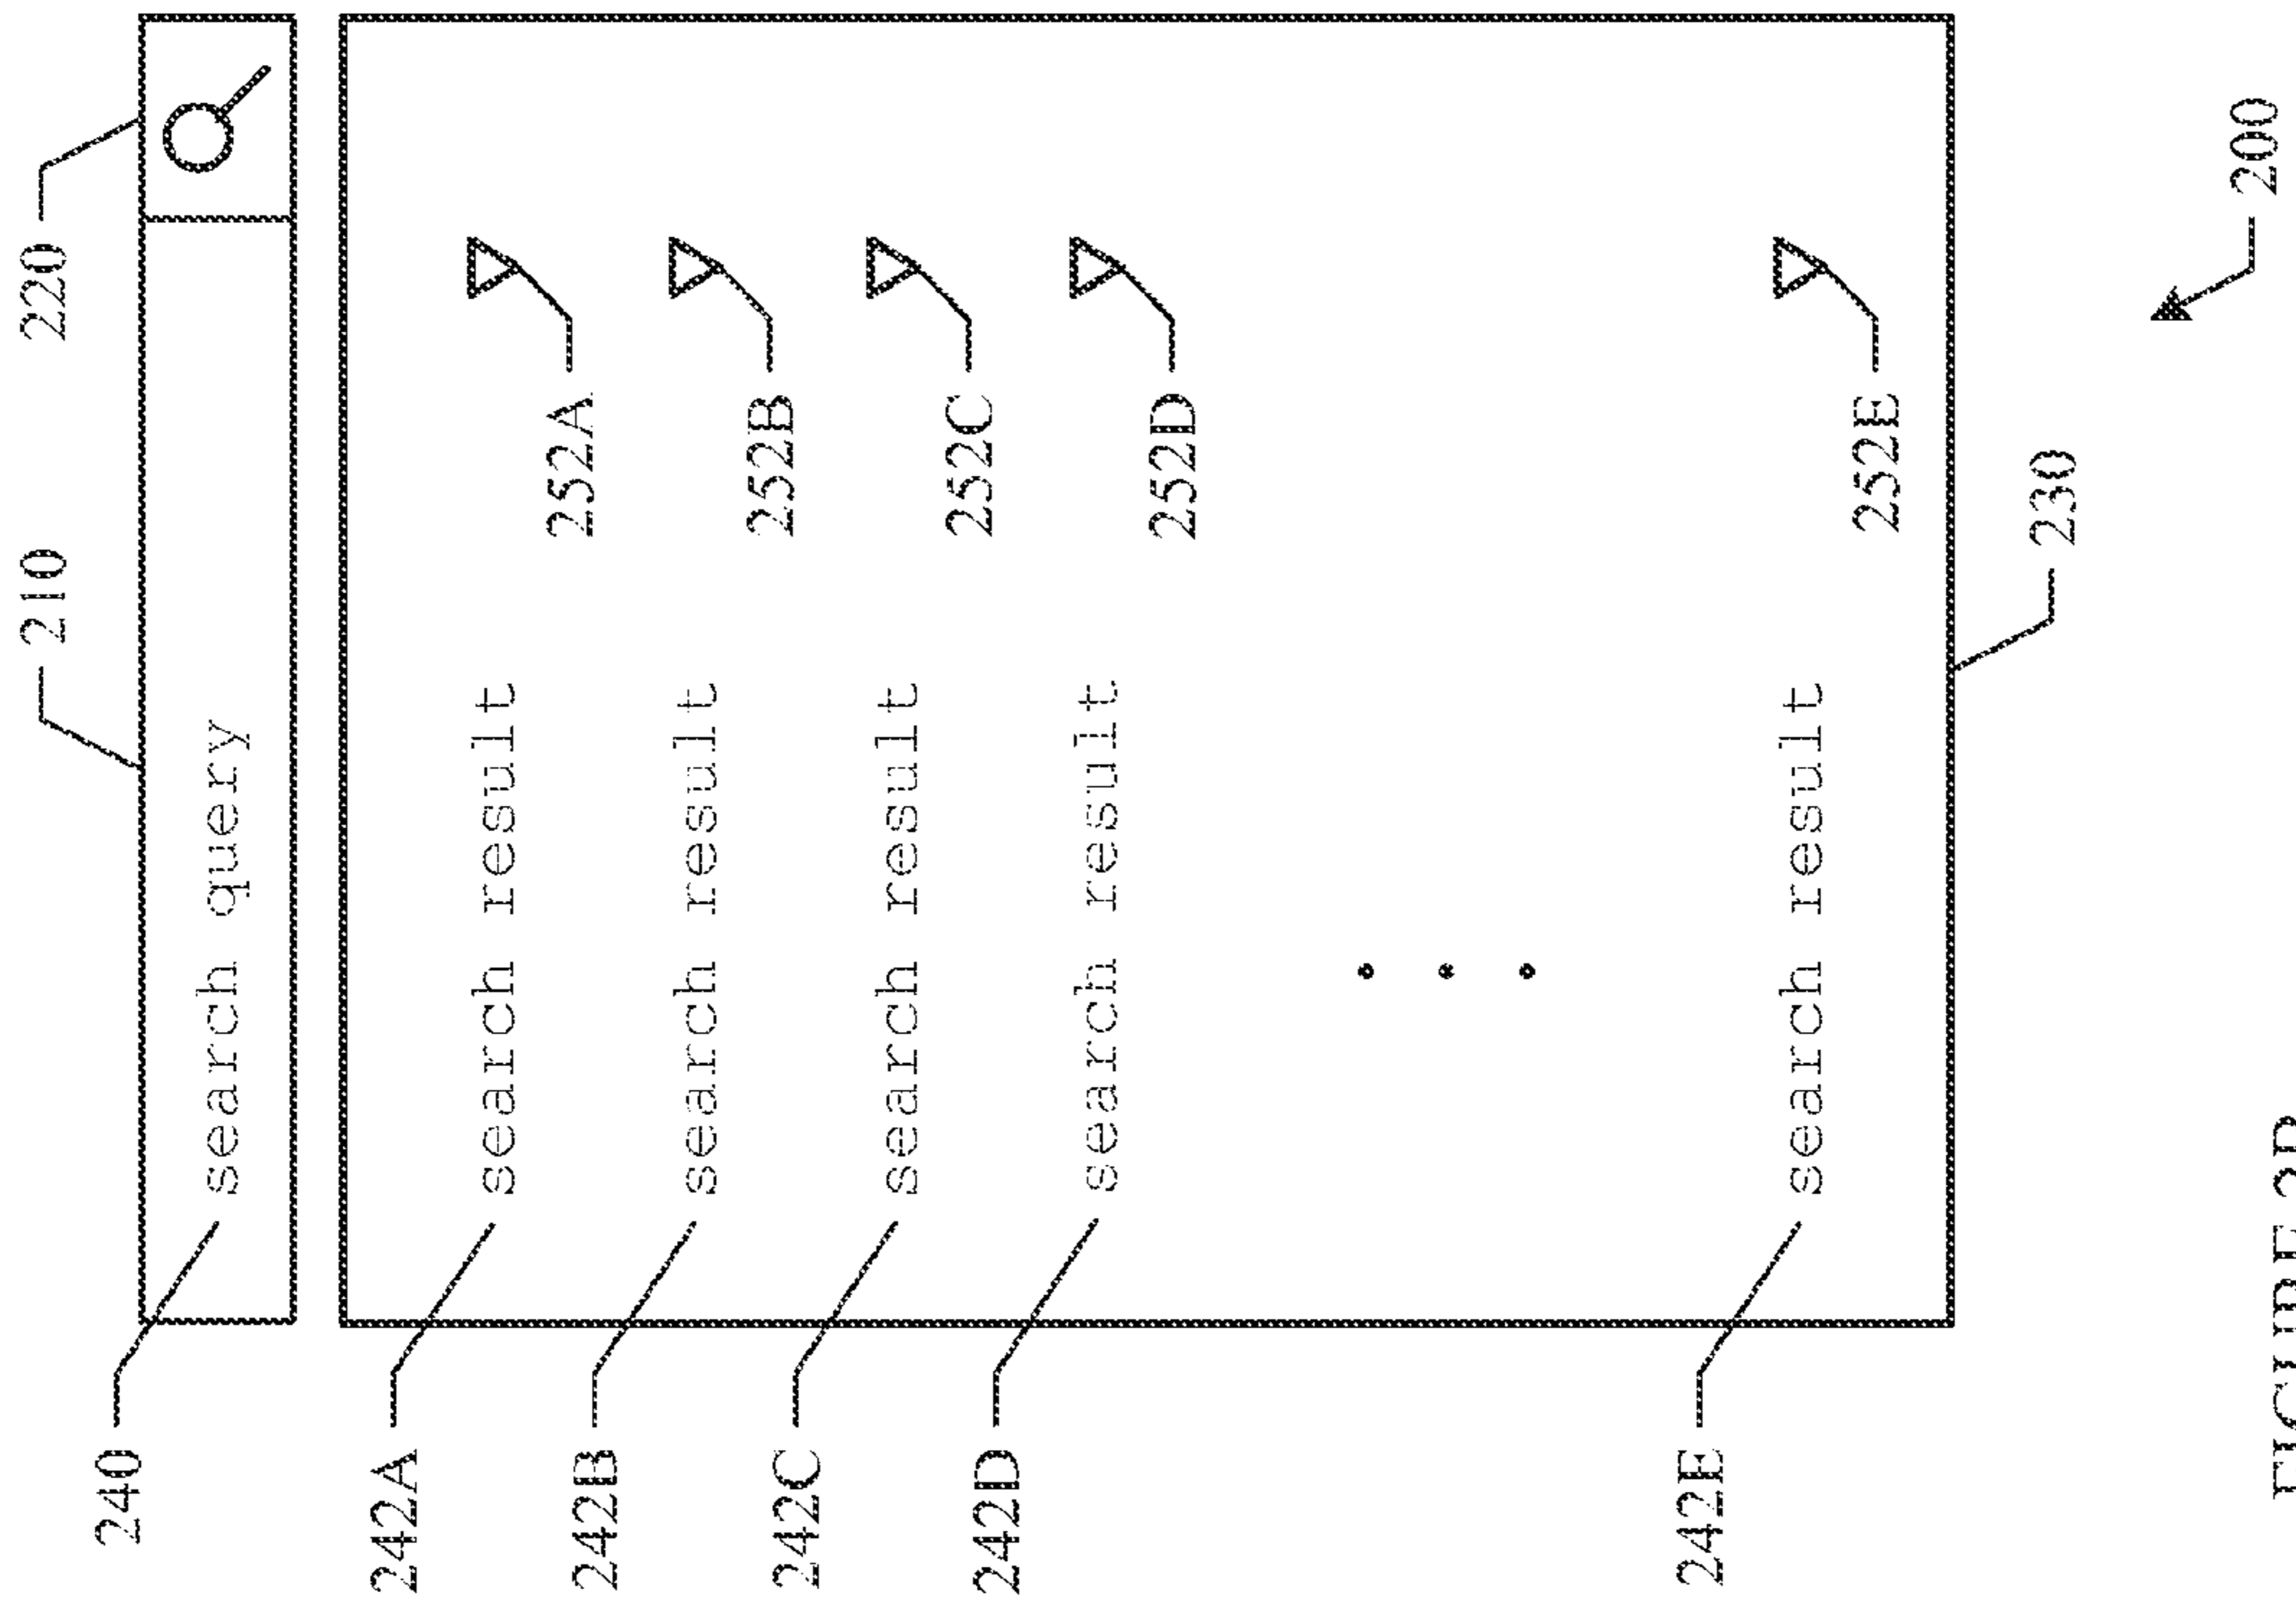 210 220
240 search query
242A search result
252A
242B search result
252B
242C search result
252C
242D search result
252D
242E search result
252E
230
200
FIGURE